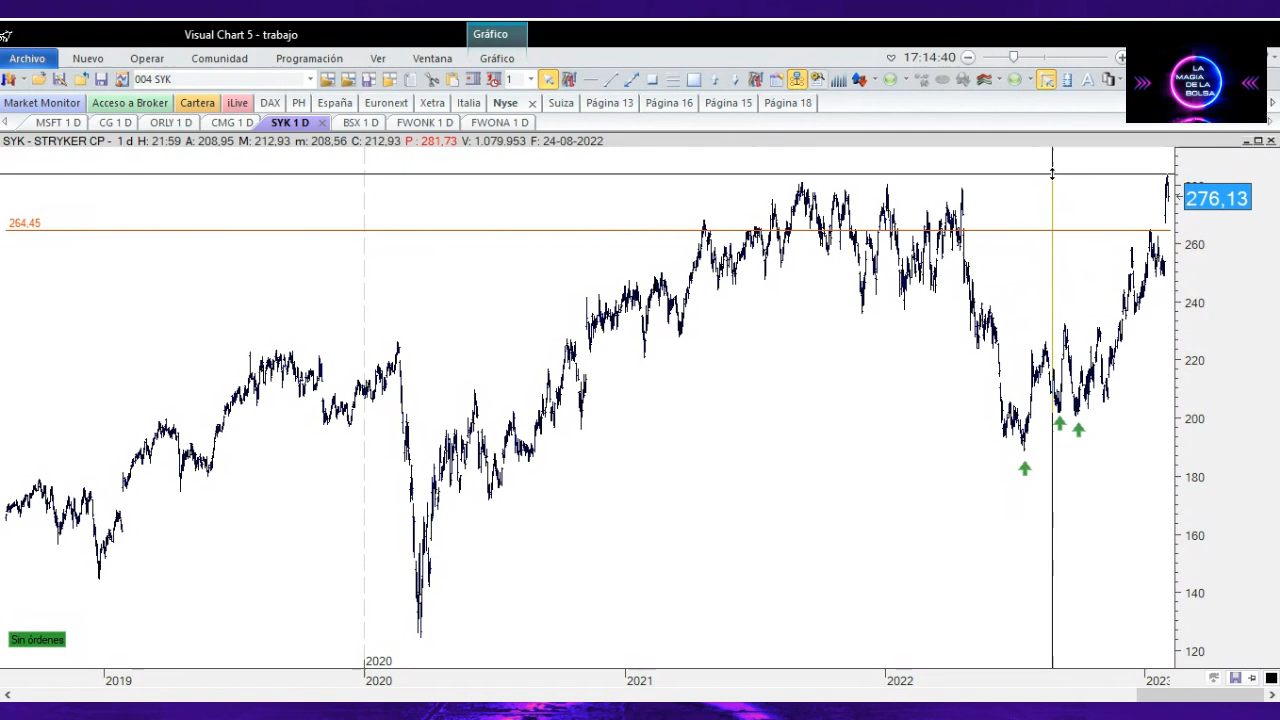 Visual Chart 5 - trabajo
Gráfico
Archivo Nuevo Operar Comunidad Programación Ver Ventana Gráfico 17:14:40
004 SYK 1
LA
MAGIA
DE LA
BOLSA
Market Monitor Acceso a Broker Cartera iLive DAX PH España Euronext Xetra Italia Nyse Suiza Página 13 Página 16 Página 15 Página 18
MSFT 1 D CG 1 D ORLY 1 D CMG 1 D SYK 1 D BSX 1 D FWONK 1 D FWONA 1 D
SYK - STRYKER CP - 1 d H: 21:59 A: 208,95 M: 212,93 m: 208,56 C: 212,93 P : 281,73 V: 1.079.953 F: 24-08-2022
276,13
264,45
260
240
220
200
180
160
140
Sin órdenes
120
2020
2019 2020 2021 2022 2023